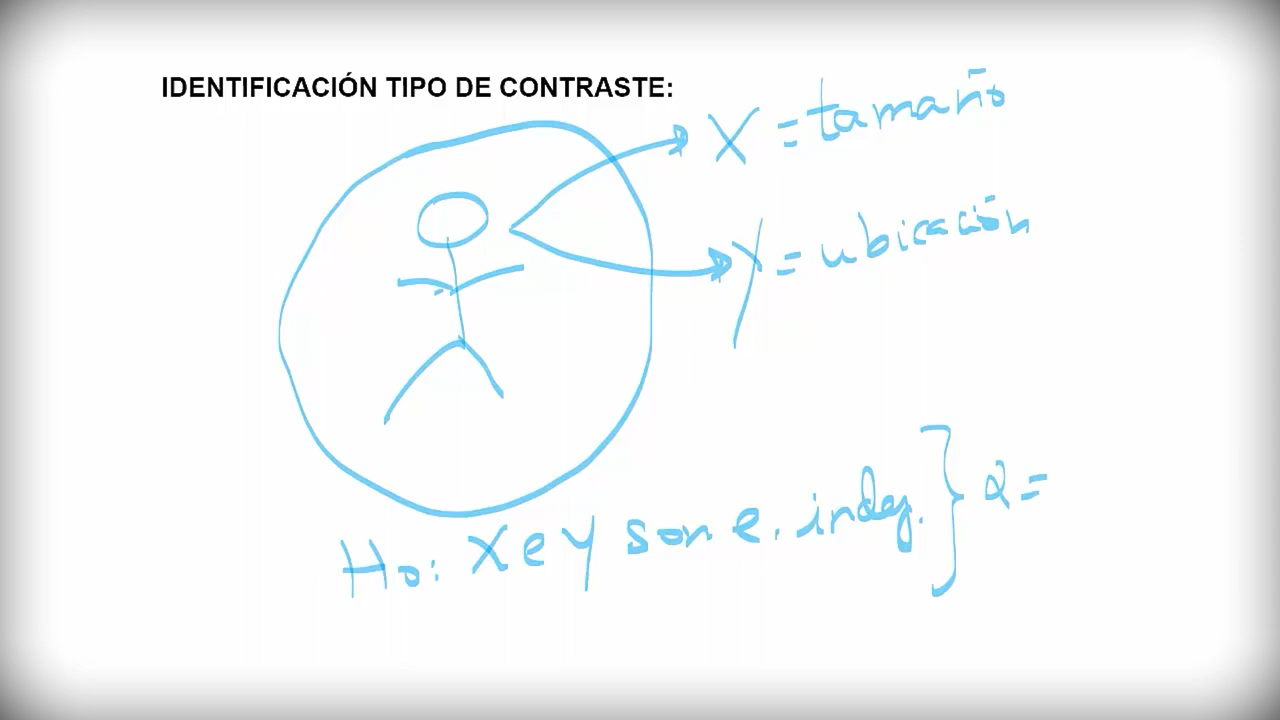 IDENTIFICACIÓN TIPO DE CONTRASTE:
X = tamaño
Y = ubicación
Ho: X e Y son e. indep. } α =